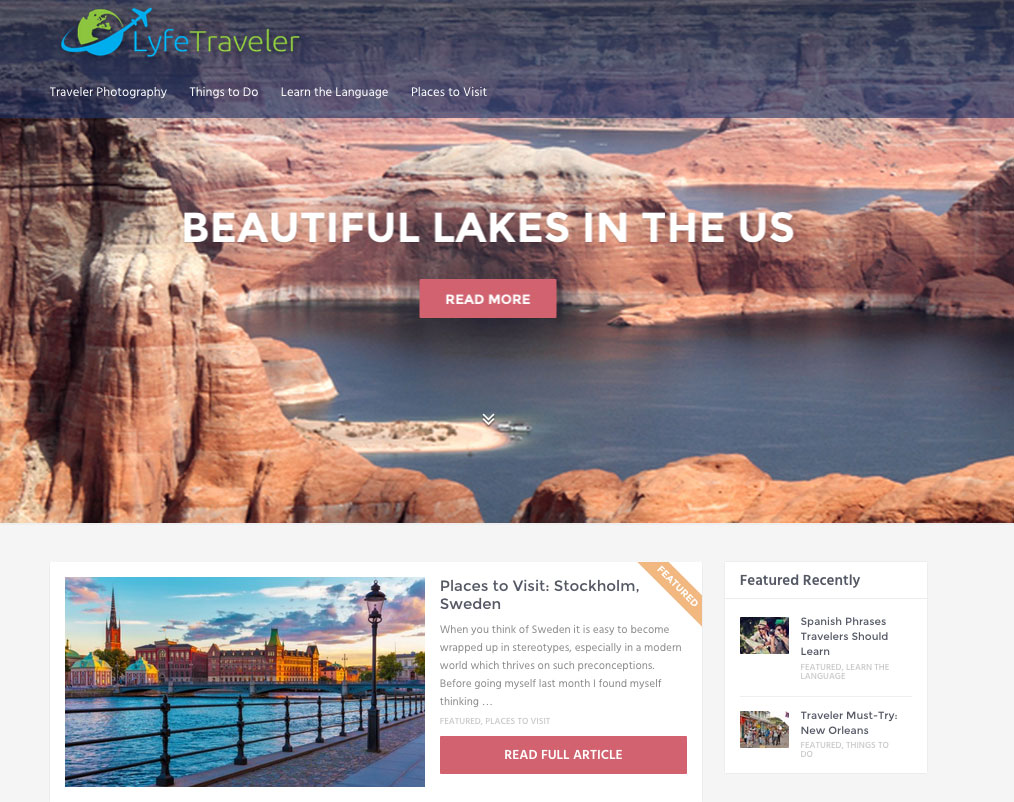 LyfeTraveler
Traveler Photography Things to Do Learn the Language Places to Visit
BEAUTIFUL LAKES IN THE US
READ MORE
FEATURED
Places to Visit: Stockholm,
Sweden
When you think of Sweden it is easy to become
wrapped up in stereotypes, especially in a modern
world which thrives on such preconceptions.
Before going myself last month I found myself
thinking …
FEATURED, PLACES TO VISIT
READ FULL ARTICLE
Featured Recently
Spanish Phrases
Travelers Should
Learn
FEATURED, LEARN THE
LANGUAGE
Traveler Must-Try:
New Orleans
FEATURED, THINGS TO
DO